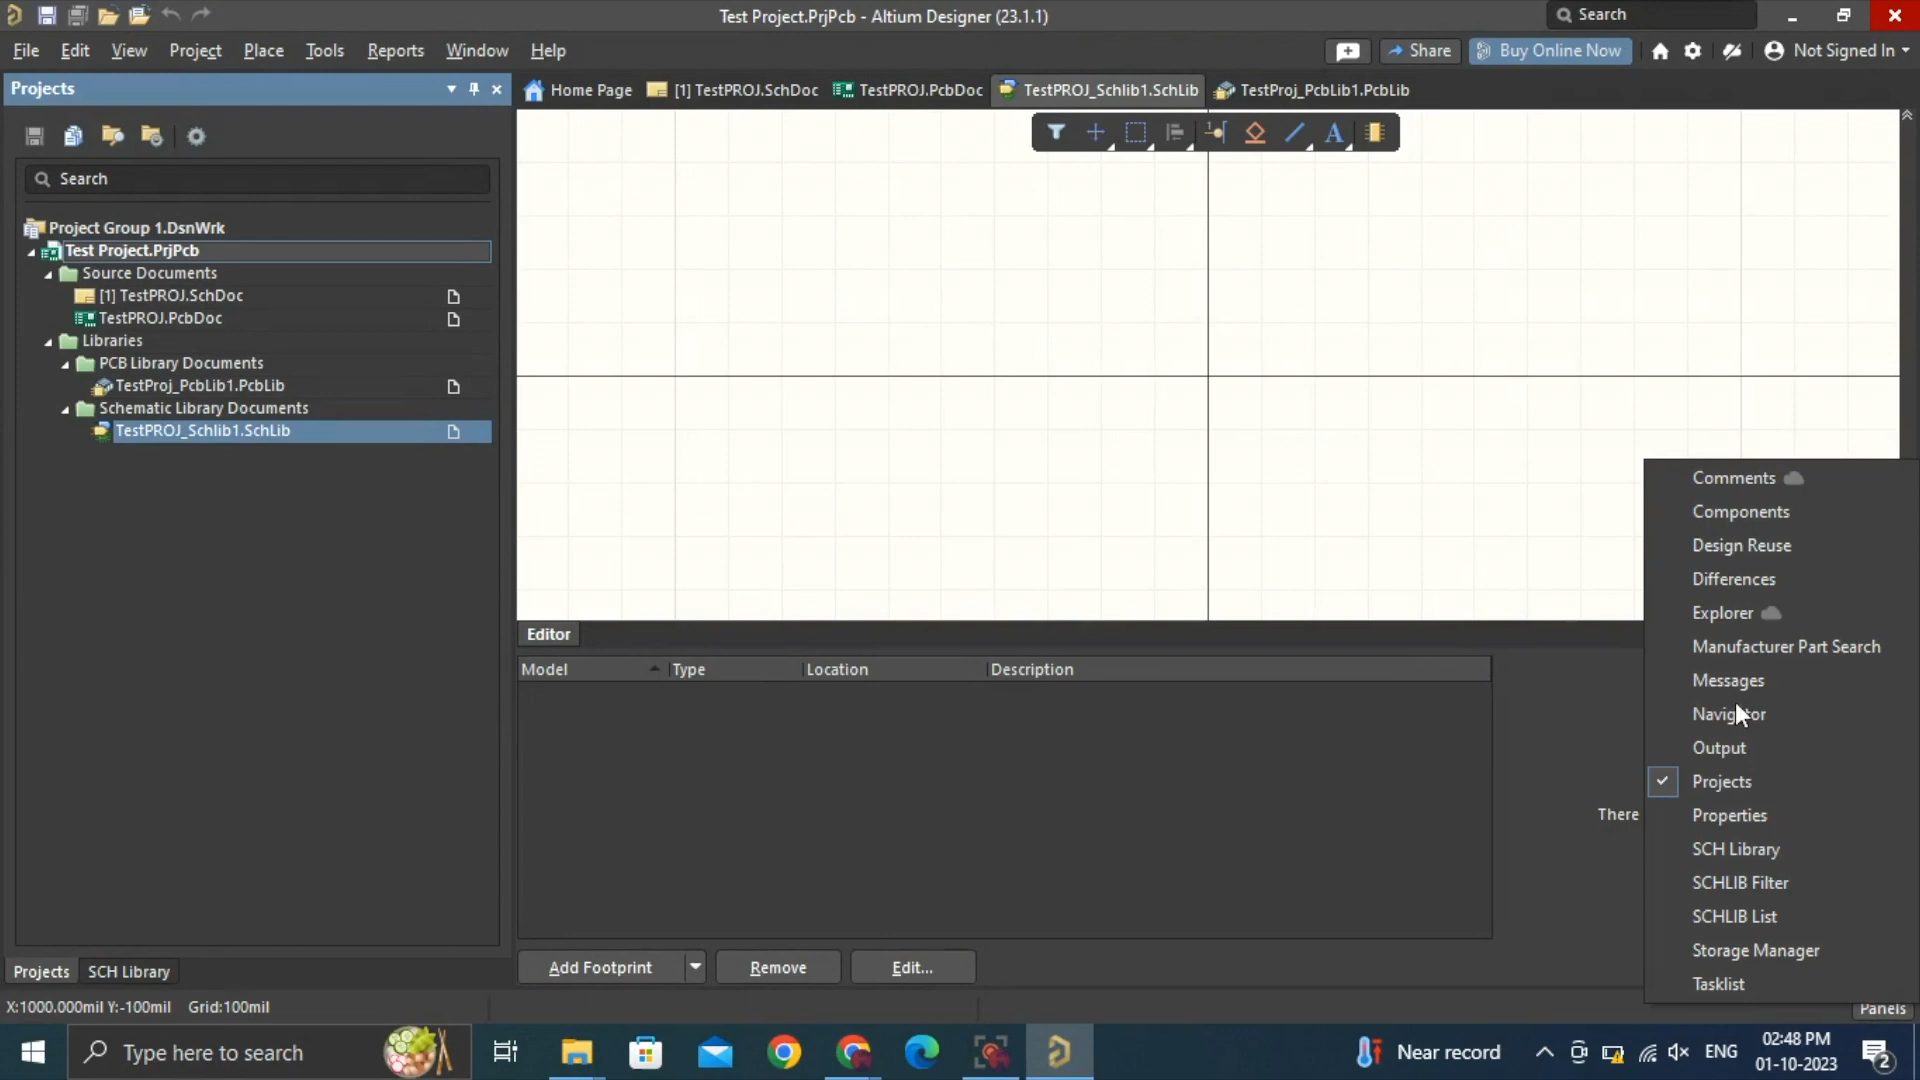 Test Project.PrjPcb - Altium Designer (23.1.1)
Search
File Edit View Project Place Tools Reports Window Help
Share
Buy Online Now
Not Signed In
Projects
Home Page
[1] TestPROJ.SchDoc
TestPROJ.PcbDoc
TestPROJ_Schlib1.SchLib
TestProj_PcbLib1.PcbLib
A
Search
Project Group 1.DsnWrk
Test Project.PrjPcb
Source Documents
[1] TestPROJ.SchDoc
TestPROJ.PcbDoc
Libraries
PCB Library Documents
TestProj_PcbLib1.PcbLib
Schematic Library Documents
TestPROJ_Schlib1.SchLib
Comments
Components
Design Reuse
Differences
Explorer
Manufacturer Part Search
Messages
Navigator
Output
Projects
Properties
SCH Library
SCHLIB Filter
SCHLIB List
Storage Manager
Tasklist
Editor
Model Type Location Description
There
Add Footprint Remove Edit...
Projects SCH Library
X:1000.000mil Y:-100mil Grid:100mil
Panels
Type here to search
Near record
ENG
02:48 PM
01-10-2023
2